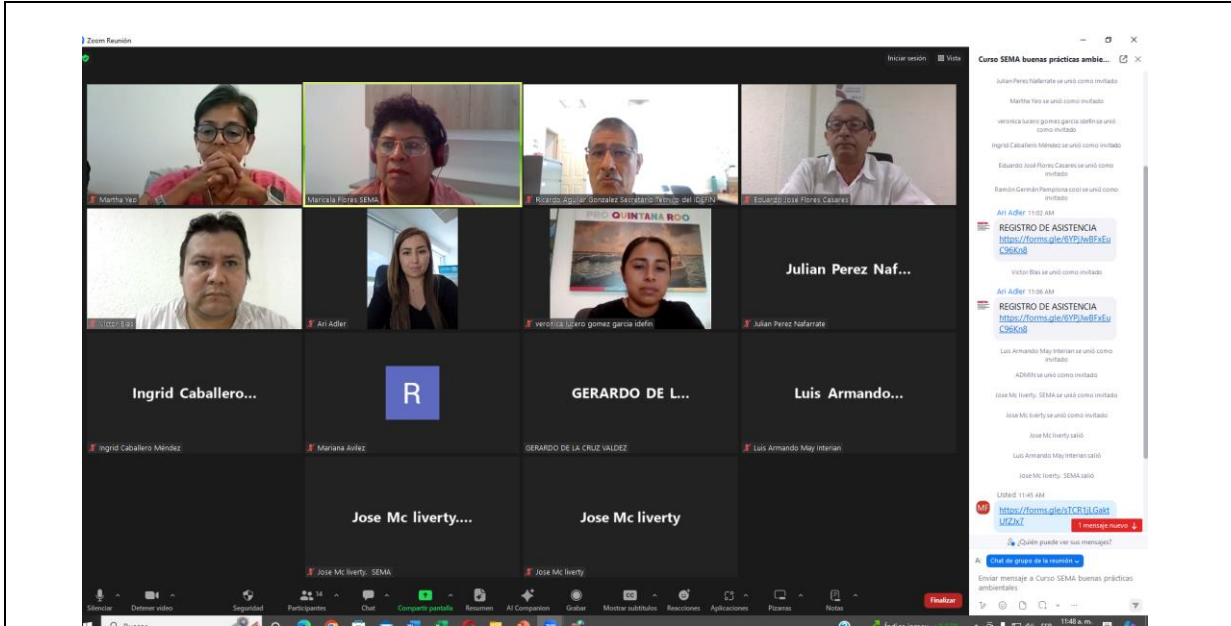 Zoom Reunión
Iniciar sesión
Vista
Martha Yeo
Maricela Flores SEMA
Ricardo Aguilar Gonzalez Secretario Tecnico del IDEFIN
Eduardo José Flores Casares
Victor Blas
Ari Adler
PRO QUINTANA ROO
veronica lucero gomez garcia idefin
Julian Perez Naf...
Julian Perez Nafarrate
Ingrid Caballero...
Ingrid Caballero Méndez
R
Mariana Avilez
GERARDO DE L...
GERARDO DE LA CRUZ VALDEZ
Luis Armando...
Luis Armando May Interian
Jose Mc liverty....
Jose Mc liverty. SEMA
Jose Mc liverty
Jose Mc liverty
Silenciar
Detener video
Seguridad
14
Participantes
Chat
Compartir pantalla
Resumen
AI Companion
Grabar
Mostrar subtítulos
Reacciones
Aplicaciones
Pizarras
Notas
Finalizar
Curso SEMA buenas prácticas ambie...
Julian Perez Nafarrate se unió como invitado
Martha Yeo se unió como invitado
veronica lucero gomez garcia idefin se unió
como invitado
Ingrid Caballero Méndez se unió como invitado
Eduardo José Flores Casares se unió como
invitado
Ramón Germán Pamplona cool se unió como
invitado
Ari Adler 11:02 AM
REGISTRO DE ASISTENCIA
https://forms.gle/6YPJJwBFxEu
C96Kn8
Victor Blas se unió como invitado
Ari Adler 11:06 AM
REGISTRO DE ASISTENCIA
https://forms.gle/6YPJJwBFxEu
C96Kn8
Luis Armando May Interian se unió como
invitado
ADMIN se unió como invitado
Jose Mc liverty. SEMA se unió como invitado
Jose Mc liverty se unió como invitado
Jose Mc liverty salió
Luis Armando May Interian salió
Jose Mc liverty. SEMA salió
Usted 11:45 AM
MF
https://forms.gle/sTCR1jLGakt
UfZJx7
1 mensaje nuevo
¿Quién puede ver sus mensajes?
A:
Chat de grupo de la reunión
Enviar mensaje a Curso SEMA buenas prácticas
ambientales
11:48 a. m.